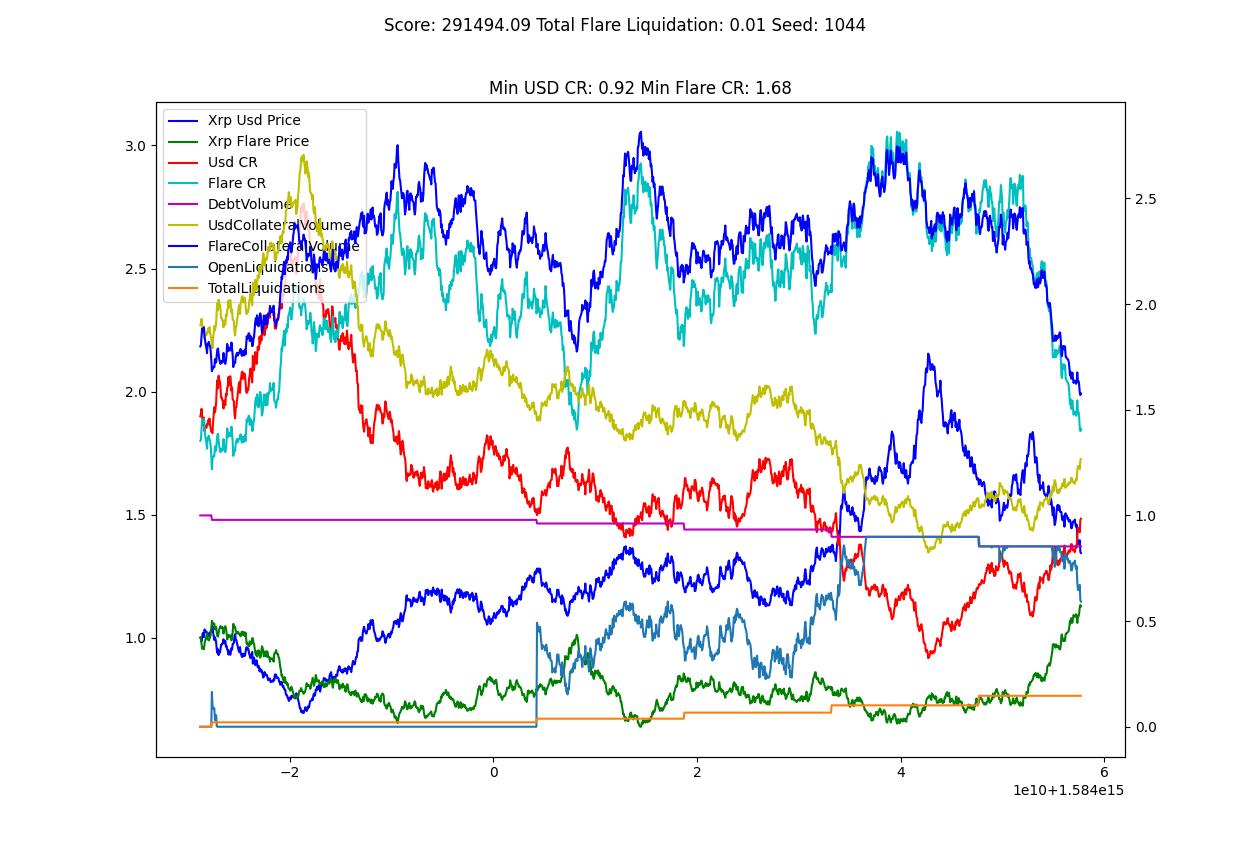 Score: 291494.09 Total Flare Liquidation: 0.01 Seed: 1044
Min USD CR: 0.92 Min Flare CR: 1.68
Xrp Usd Price
Xrp Flare Price
Usd CR
Flare CR
DebtVolume
UsdCollateralVolume
FlareCollateralVolume
OpenLiquidations
TotalLiquidations
3.0
2.5
2.0
1.5
1.0
2.5
2.0
1.5
1.0
0.5
0.0
−2 0 2 4 6
1e10+1.584e15